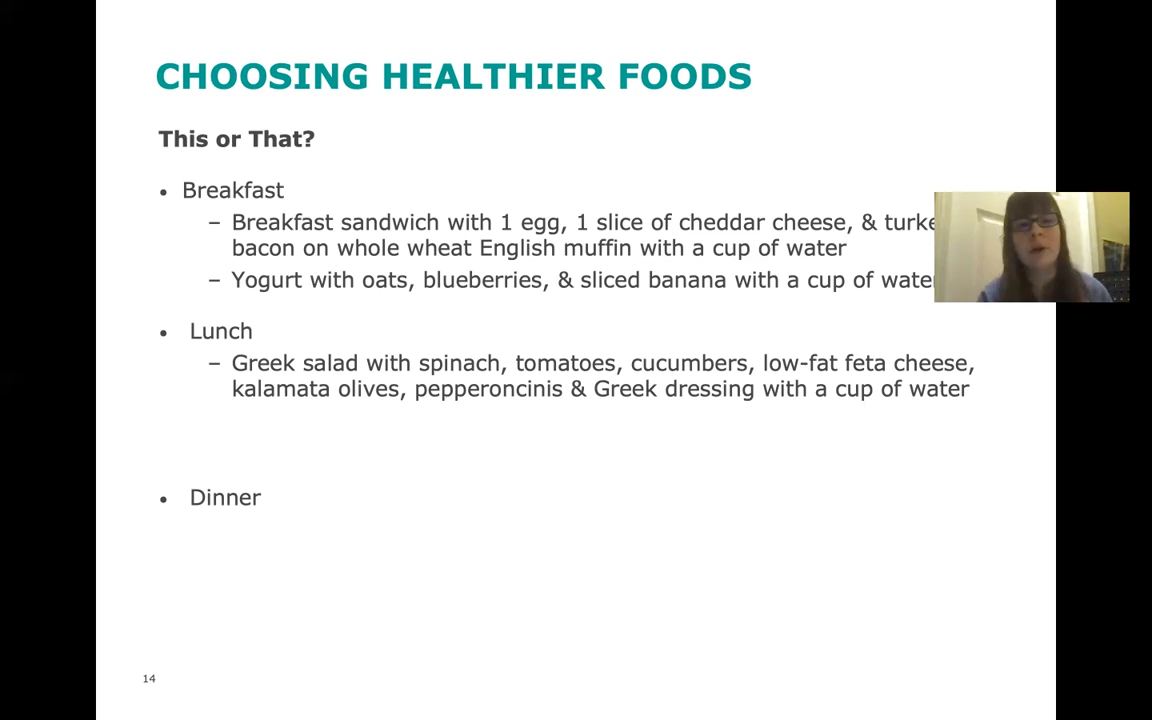 CHOOSING HEALTHIER FOODS
This or That?
• Breakfast
– Breakfast sandwich with 1 egg, 1 slice of cheddar cheese, & turke
bacon on whole wheat English muffin with a cup of water
– Yogurt with oats, blueberries, & sliced banana with a cup of wate
• Lunch
– Greek salad with spinach, tomatoes, cucumbers, low-fat feta cheese,
kalamata olives, pepperoncinis & Greek dressing with a cup of water
• Dinner
14